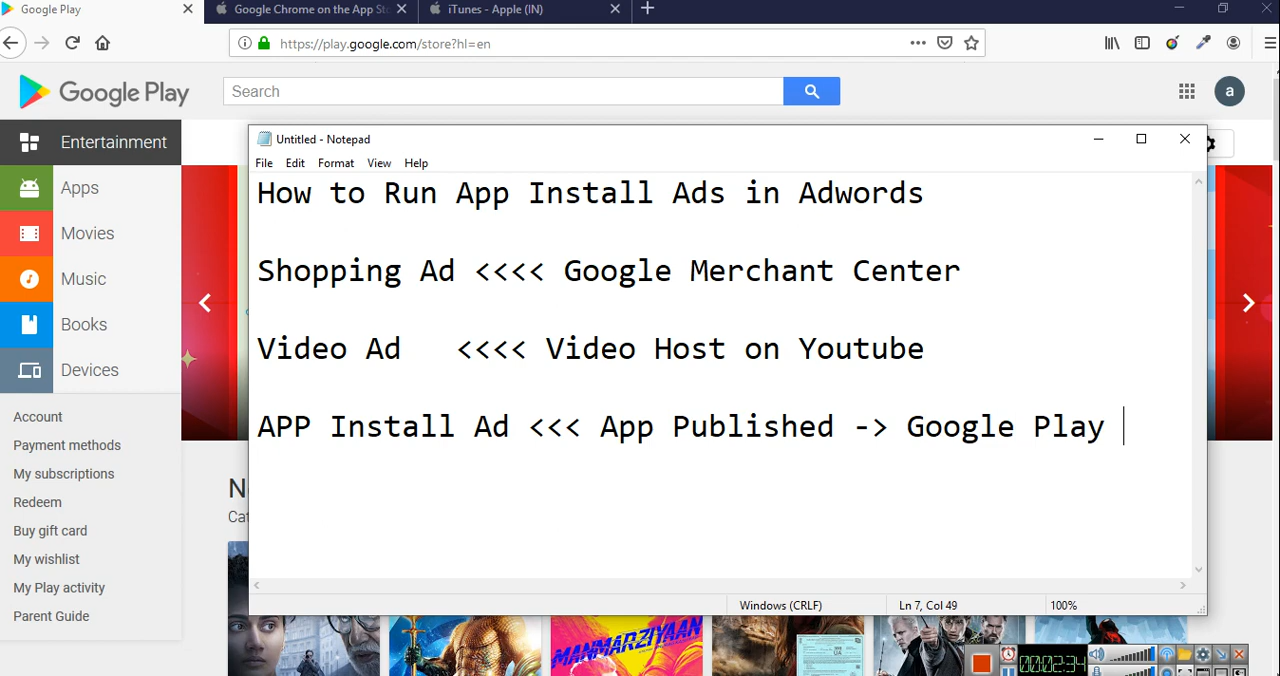 Google Play
Google Chrome on the App St
iTunes - Apple (IN)
https://play.google.com/store?hl=en
Google Play
Search
a
Entertainment
Apps
Movies
Music
Books
Devices
Account
Payment methods
My subscriptions
Redeem
Buy gift card
My wishlist
My Play activity
Parent Guide
Untitled - Notepad
File Edit Format View Help
How to Run App Install Ads in Adwords
Shopping Ad <<<< Google Merchant Center
Video Ad <<<< Video Host on Youtube
APP Install Ad <<< App Published -> Google Play
Windows (CRLF) Ln 7, Col 49 100%
N
Cat
MANMARZIYAAN
00:02:34